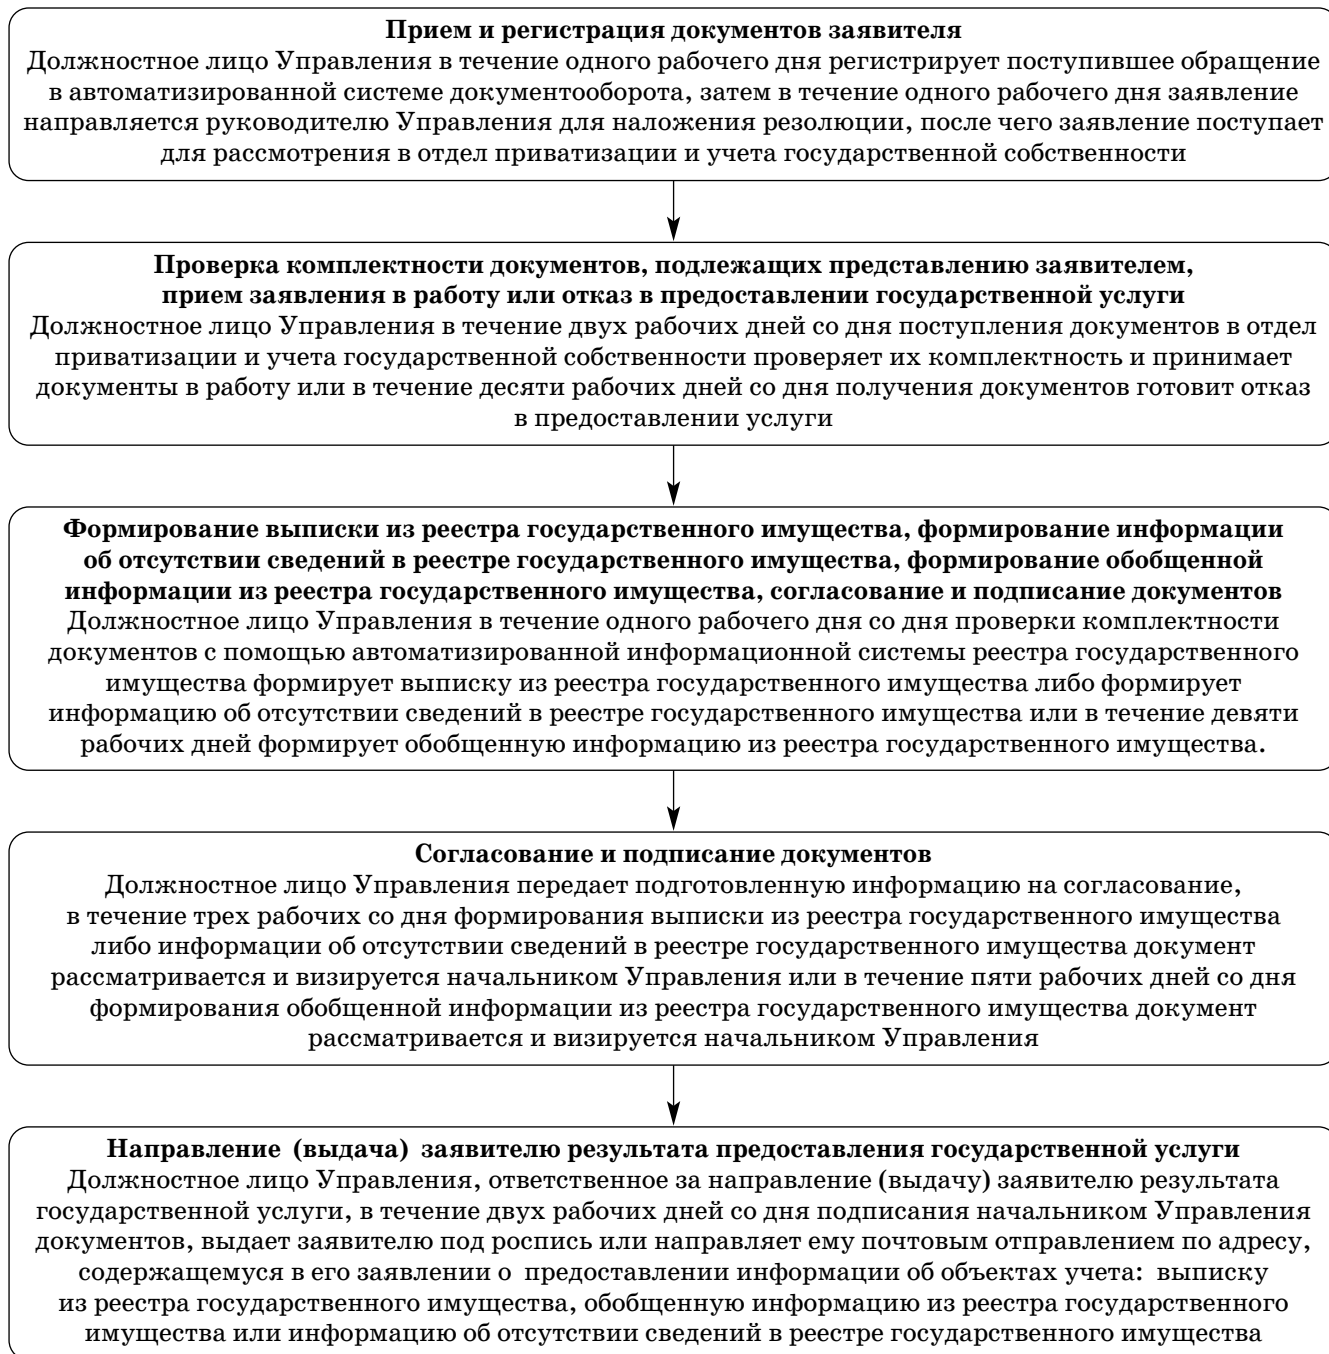 Прием и регистрация документов заявителя
Должностное лицо Управления в течение одного рабочего дня регистрирует поступившее обращение
в автоматизированной системе документооборота, затем в течение одного рабочего дня заявление
направляется руководителю Управления для наложения резолюции, после чего заявление поступает
для рассмотрения в отдел приватизации и учета государственной собственности
Проверка комплектности документов, подлежащих представлению заявителем,
прием заявления в работу или отказ в предоставлении государственной услуги
Должностное лицо Управления в течение двух рабочих дней со дня поступления документов в отдел
приватизации и учета государственной собственности проверяет их комплектность и принимает
документы в работу или в течение десяти рабочих дней со дня получения документов готовит отказ
в предоставлении услуги
Формирование выписки из реестра государственного имущества, формирование информации
об отсутствии сведений в реестре государственного имущества, формирование обобщенной
информации из реестра государственного имущества, согласование и подписание документов
Должностное лицо Управления в течение одного рабочего дня со дня проверки комплектности
документов с помощью автоматизированной информационной системы реестра государственного
имущества формирует выписку из реестра государственного имущества либо формирует
информацию об отсутствии сведений в реестре государственного имущества или в течение девяти
рабочих дней формирует обобщенную информацию из реестра государственного имущества.
Согласование и подписание документов
Должностное лицо Управления передает подготовленную информацию на согласование,
в течение трех рабочих со дня формирования выписки из реестра государственного имущества
либо информации об отсутствии сведений в реестре государственного имущества документ
рассматривается и визируется начальником Управления или в течение пяти рабочих дней со дня
формирования обобщенной информации из реестра государственного имущества документ
рассматривается и визируется начальником Управления
Направление (выдача) заявителю результата предоставления государственной услуги
Должностное лицо Управления, ответственное за направление (выдачу) заявителю результата
государственной услуги, в течение двух рабочих дней со дня подписания начальником Управления
документов, выдает заявителю под роспись или направляет ему почтовым отправлением по адресу,
содержащемуся в его заявлении о предоставлении информации об объектах учета: выписку
из реестра государственного имущества, обобщенную информацию из реестра государственного
имущества или информацию об отсутствии сведений в реестре государственного имущества